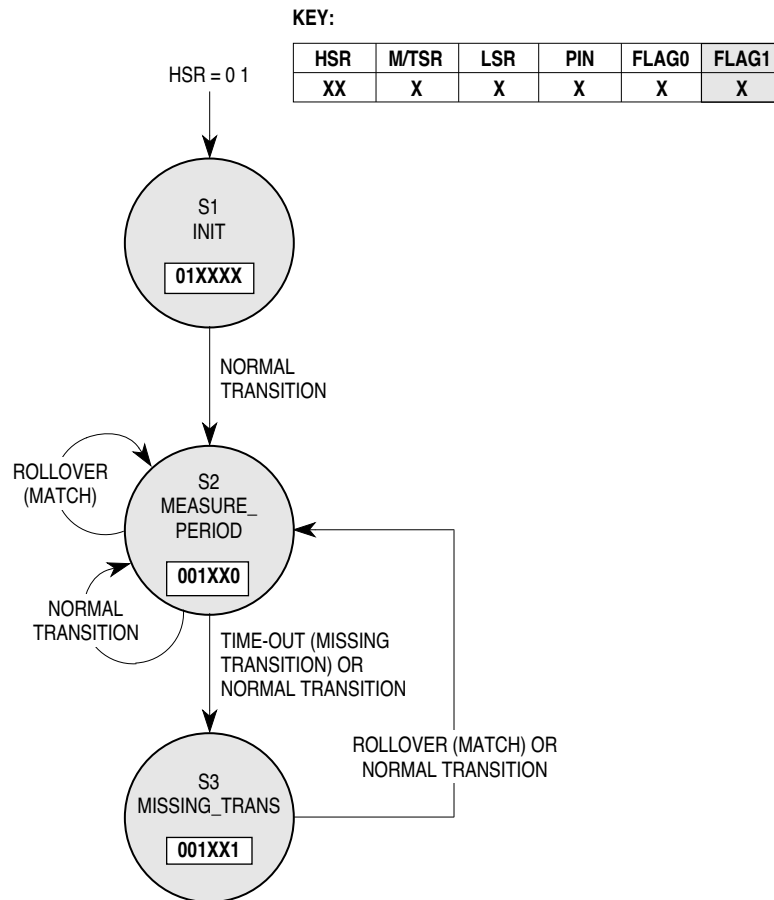 KEY:
HSR M/TSR LSR PIN FLAG0 FLAG1
XX X X X X X
HSR = 0 1
S1
INIT
01XXXX
NORMAL
TRANSITION
ROLLOVER
(MATCH)
S2
MEASURE_
PERIOD
001XX0
NORMAL
TRANSITION
TIME-OUT (MISSING
TRANSITION) OR
NORMAL TRANSITION
ROLLOVER (MATCH) OR
NORMAL TRANSITION
S3
MISSING_TRANS
001XX1